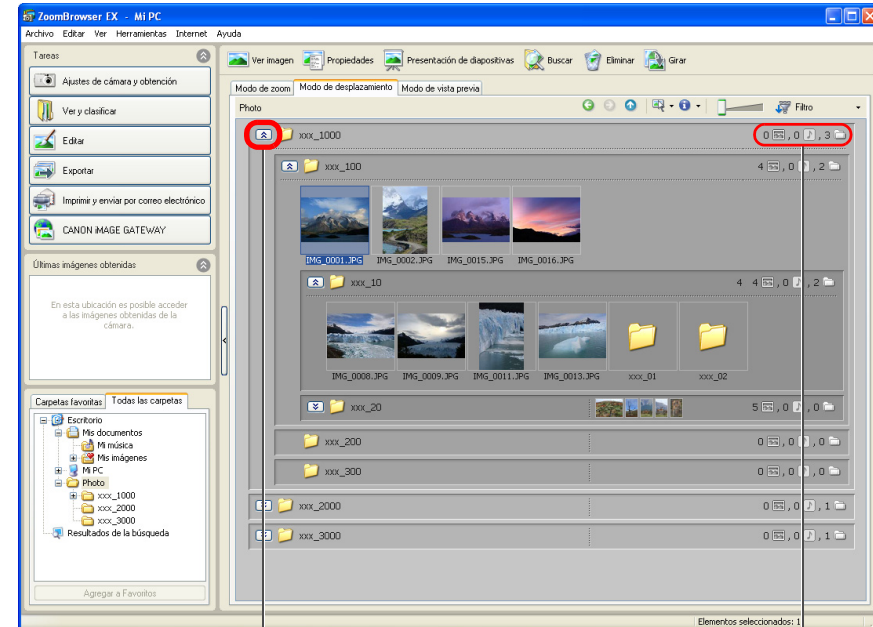 ZoomBrowser EX - Mi PC
Archivo Editar Ver Herramientas Internet Ayuda
Tareas
Ajustes de cámara y obtención
Ver y clasificar
Editar
Exportar
Imprimir y enviar por correo electrónico
CANON iMAGE GATEWAY
Últimas imágenes obtenidas
En esta ubicación es posible acceder
a las imágenes obtenidas de la
cámara.
Carpetas favoritas Todas las carpetas
Escritorio
Mis documentos
Mi música
Mis imágenes
Mi PC
Photo
xxx_1000
xxx_2000
xxx_3000
Resultados de la búsqueda
Agregar a Favoritos
Ver imagen Propiedades Presentación de diapositivas Buscar Eliminar Girar
Modo de zoom Modo de desplazamiento Modo de vista previa
Photo Filtro
xxx_1000 0 , 0 , 3
xxx_100 4 , 0 , 2
IMG_0001.JPG IMG_0002.JPG IMG_0015.JPG IMG_0016.JPG
xxx_10 4 4 , 0 , 2
IMG_0008.JPG IMG_0009.JPG IMG_0011.JPG IMG_0013.JPG xxx_01 xxx_02
xxx_20 5 , 0 , 0
xxx_200 0 , 0 , 0
xxx_300 0 , 0 , 0
xxx_2000 0 , 0 , 1
xxx_3000 0 , 0 , 1
Elementos seleccionados: 1